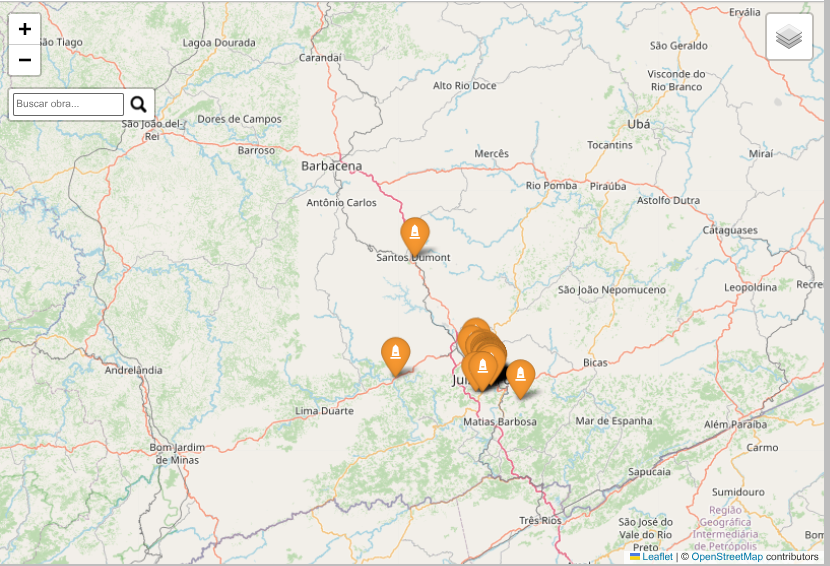 Ervália
+
São Tiago
Lagoa Dourada
São Geraldo
Carandaí
−
Visconde do
Rio Branco
Alto Rio Doce
Buscar obra...
São João del-
Rei
Dores de Campos
Ubá
Tocantins
Barroso
Mercês
Miraí
Barbacena
Rio Pomba
Piraúba
Antônio Carlos
Astolfo Dutra
Cataguases
Santos Dumont
São João Nepomuceno
Leopoldina
Recre
Bicas
Andrelândia
Lima Duarte
Matias Barbosa
Mar de Espanha
Além Paraíba
Bom Jardim
de Minas
Carmo
Sapucaia
Sumidouro
Três Rios
São José do
Vale do Rio
Preto
Região
Geográfica
Intermediária
de Petrópolis
Bom
Leaflet | © OpenStreetMap contributors